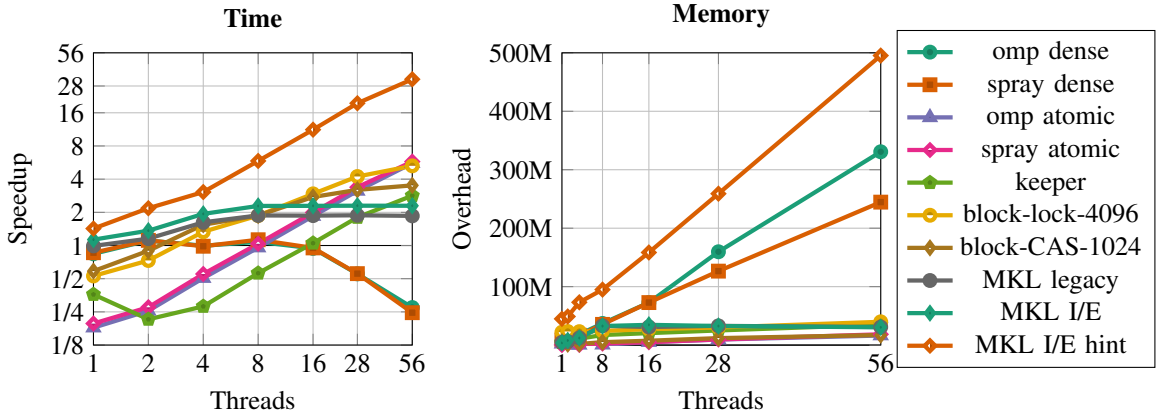 Time
Memory
56
28
16
8
4
2
1
1/2
1/4
1/8
Speedup
1 2 4 8 16 28 56
Threads
500M
400M
300M
200M
100M
Overhead
1 8 16 28 56
Threads
omp dense
spray dense
omp atomic
spray atomic
keeper
block-lock-4096
block-CAS-1024
MKL legacy
MKL I/E
MKL I/E hint